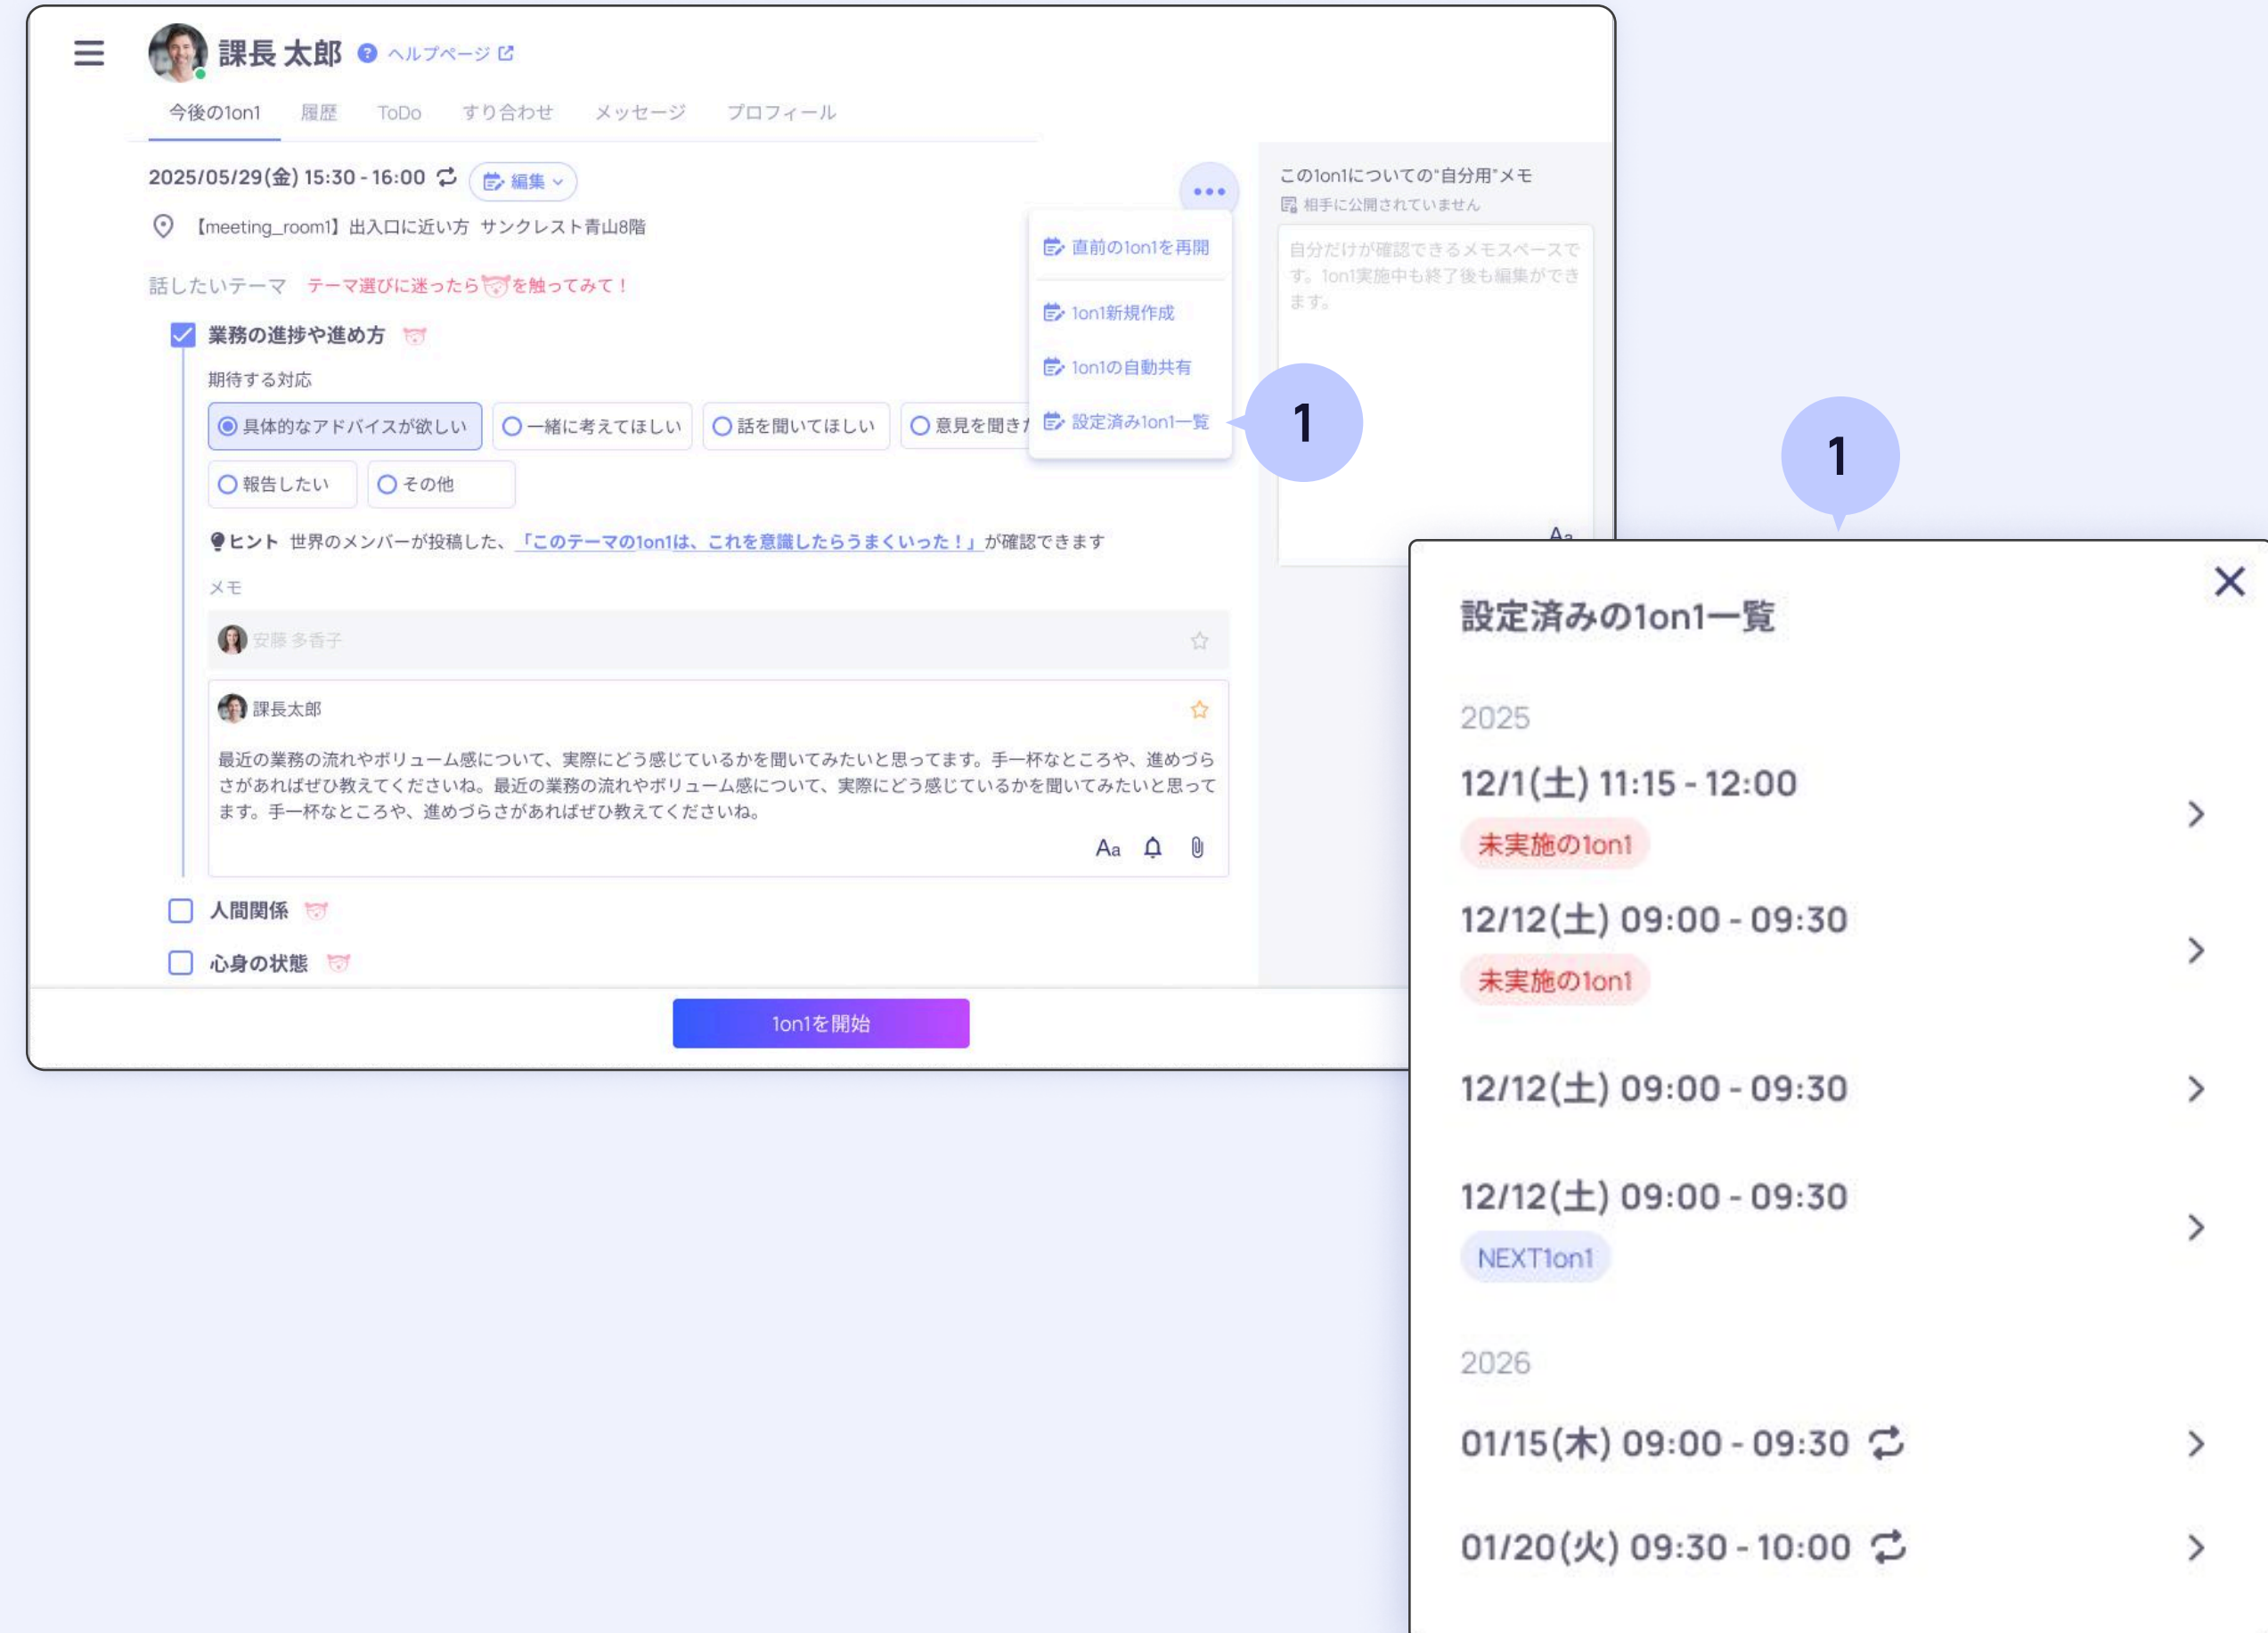 課長 太郎 ? ヘルプページ
今後の1on1 履歴 ToDo すり合わせ メッセージ プロフィール
2025/05/29(金) 15:30 - 16:00 編集
【meeting_room1】出入口に近い方 サンクレスト青山8階
話したいテーマ テーマ選びに迷ったらを触ってみて！
業務の進捗や進め方
期待する対応
具体的なアドバイスが欲しい 一緒に考えてほしい 話を聞いてほしい 意見を聞き
報告したい その他
ヒント 世界のメンバーが投稿した、「このテーマの1on1は、これを意識したらうまくいった！」が確認できます
メモ
安藤 多香子
課長太郎
最近の業務の流れやボリューム感について、実際にどう感じているかを聞いてみたいと思ってます。手一杯なところや、進めづら
さがあればぜひ教えてくださいね。最近の業務の流れやボリューム感について、実際にどう感じているかを聞いてみたいと思って
ます。手一杯なところや、進めづらさがあればぜひ教えてくださいね。
Aa
人間関係
心身の状態
1on1を開始
直前の1on1を再開
1on1新規作成
1on1の自動共有
設定済み1on1一覧
1
この1on1についての“自分用”メモ
相手に公開されていません
自分だけが確認できるメモスペースで
す。1on1実施中も終了後も編集ができ
ます。
Aa
1
設定済みの1on1一覧
2025
12/1(土) 11:15 - 12:00
未実施の1on1
12/12(土) 09:00 - 09:30
未実施の1on1
12/12(土) 09:00 - 09:30
12/12(土) 09:00 - 09:30
NEXT1on1
2026
01/15(木) 09:00 - 09:30
01/20(火) 09:30 - 10:00